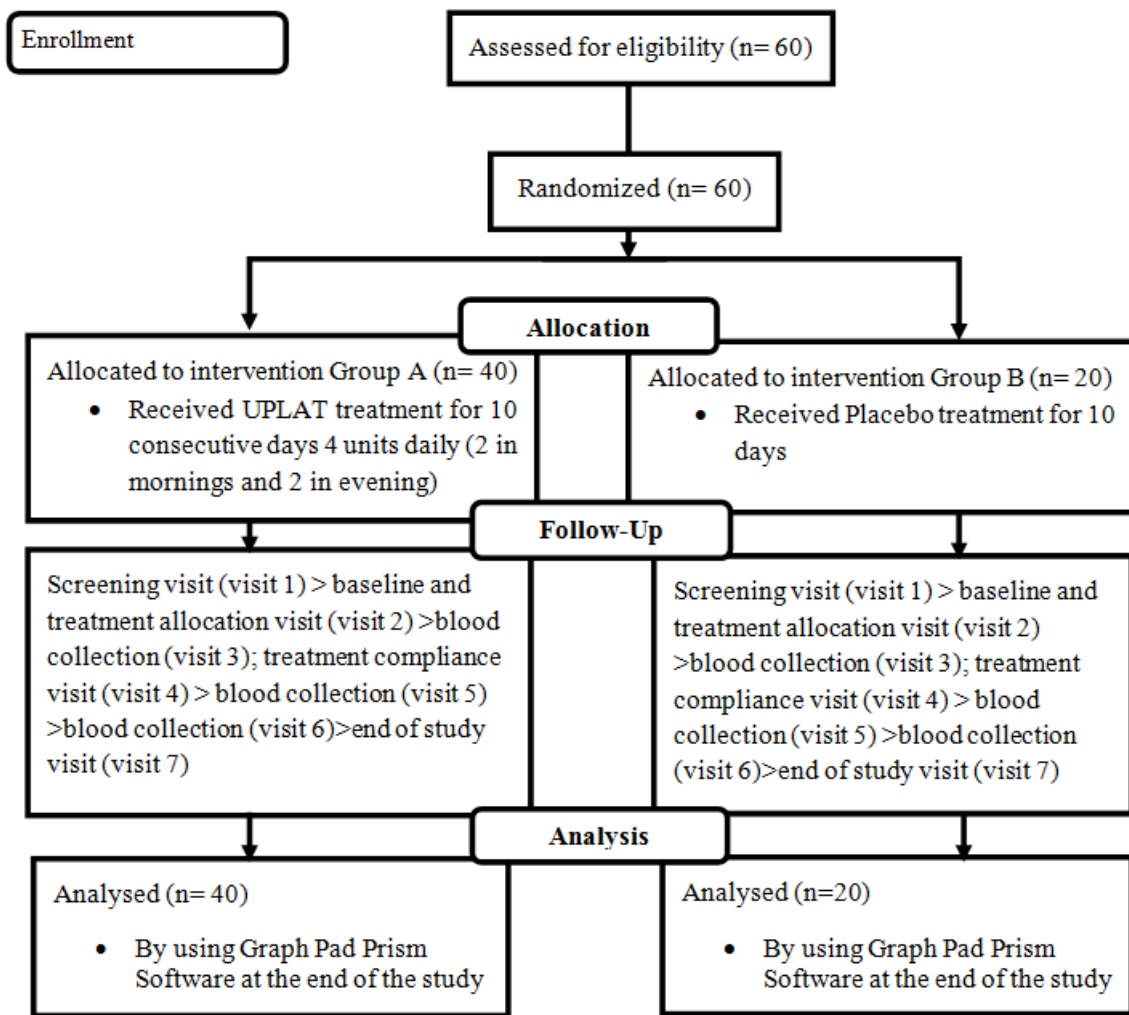 Enrollment
Assessed for eligibility (n= 60)
Randomized (n= 60)
Allocation
Allocated to intervention Group A (n= 40)
• Received UPLAT treatment for 10
consecutive days 4 units daily (2 in
mornings and 2 in evening)
Allocated to intervention Group B (n= 20)
• Received Placebo treatment for 10
days
Follow-Up
Screening visit (visit 1) > baseline and
treatment allocation visit (visit 2) >blood
collection (visit 3); treatment compliance
visit (visit 4) > blood collection (visit 5)
>blood collection (visit 6)>end of study
visit (visit 7)
Screening visit (visit 1) > baseline and
treatment allocation visit (visit 2)
>blood collection (visit 3); treatment
compliance visit (visit 4) > blood
collection (visit 5) >blood collection
(visit 6)>end of study visit (visit 7)
Analysis
Analysed (n= 40)
• By using Graph Pad Prism
Software at the end of the study
Analysed (n=20)
• By using Graph Pad Prism
Software at the end of the study